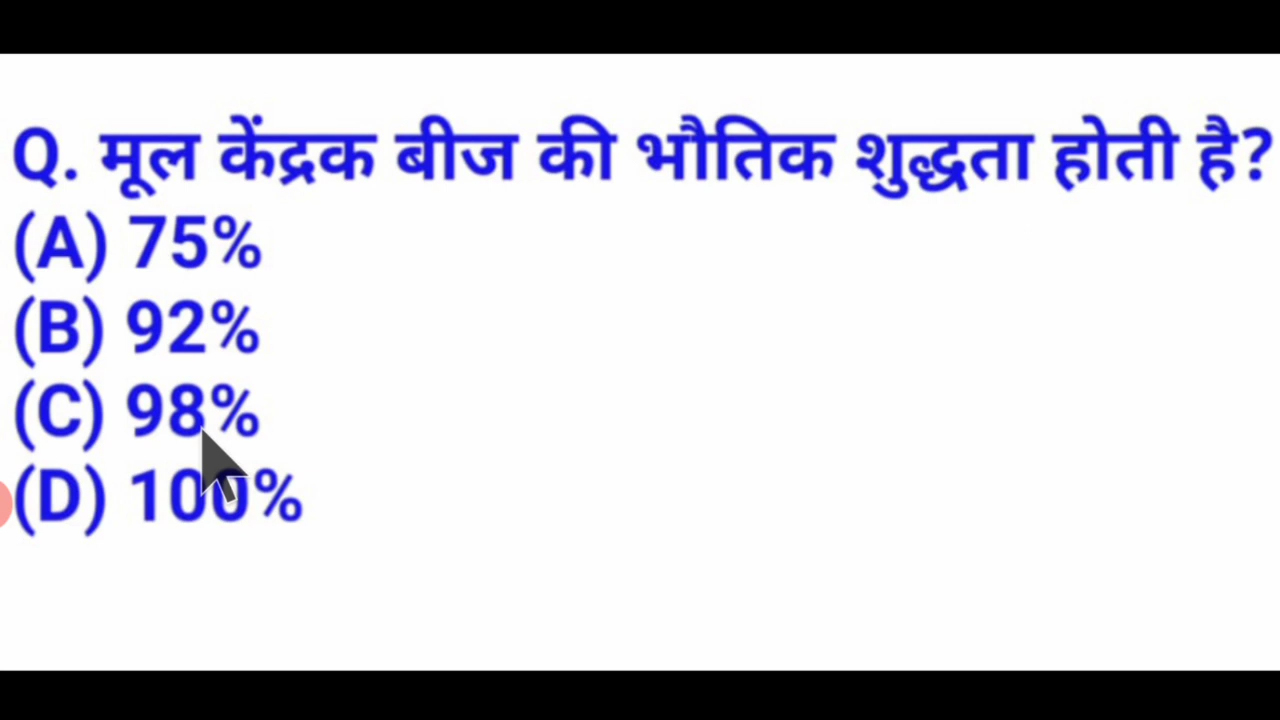 Q. मूल केंद्रक बीज की भौतिक शुद्धता होती है?
(A) 75%
(B) 92%
(C) 98%
(D) 100%